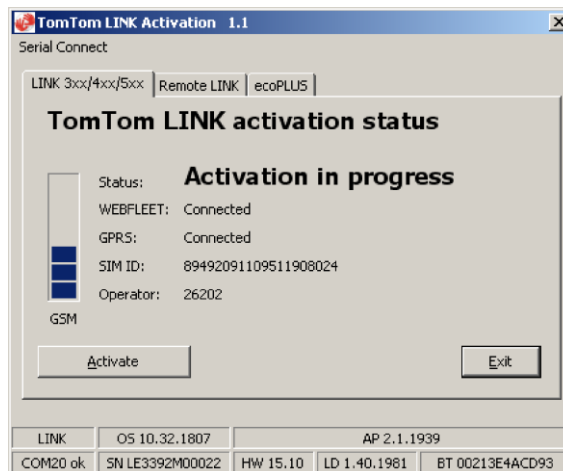 TomTom LINK Activation 1.1
Serial Connect
LINK 3xx/4xx/5xx Remote LINK ecoPLUS
TomTom LINK activation status
Status: Activation in progress
WEBFLEET: Connected
GPRS: Connected
SIM ID: 89492091109511908024
Operator: 26202
GSM
Activate Exit
LINK OS 10.32.1807 AP 2.1.1939
COM20 ok SN LE3392M00022 HW 15.10 LD 1.40.1981 BT 00213E4ACD93